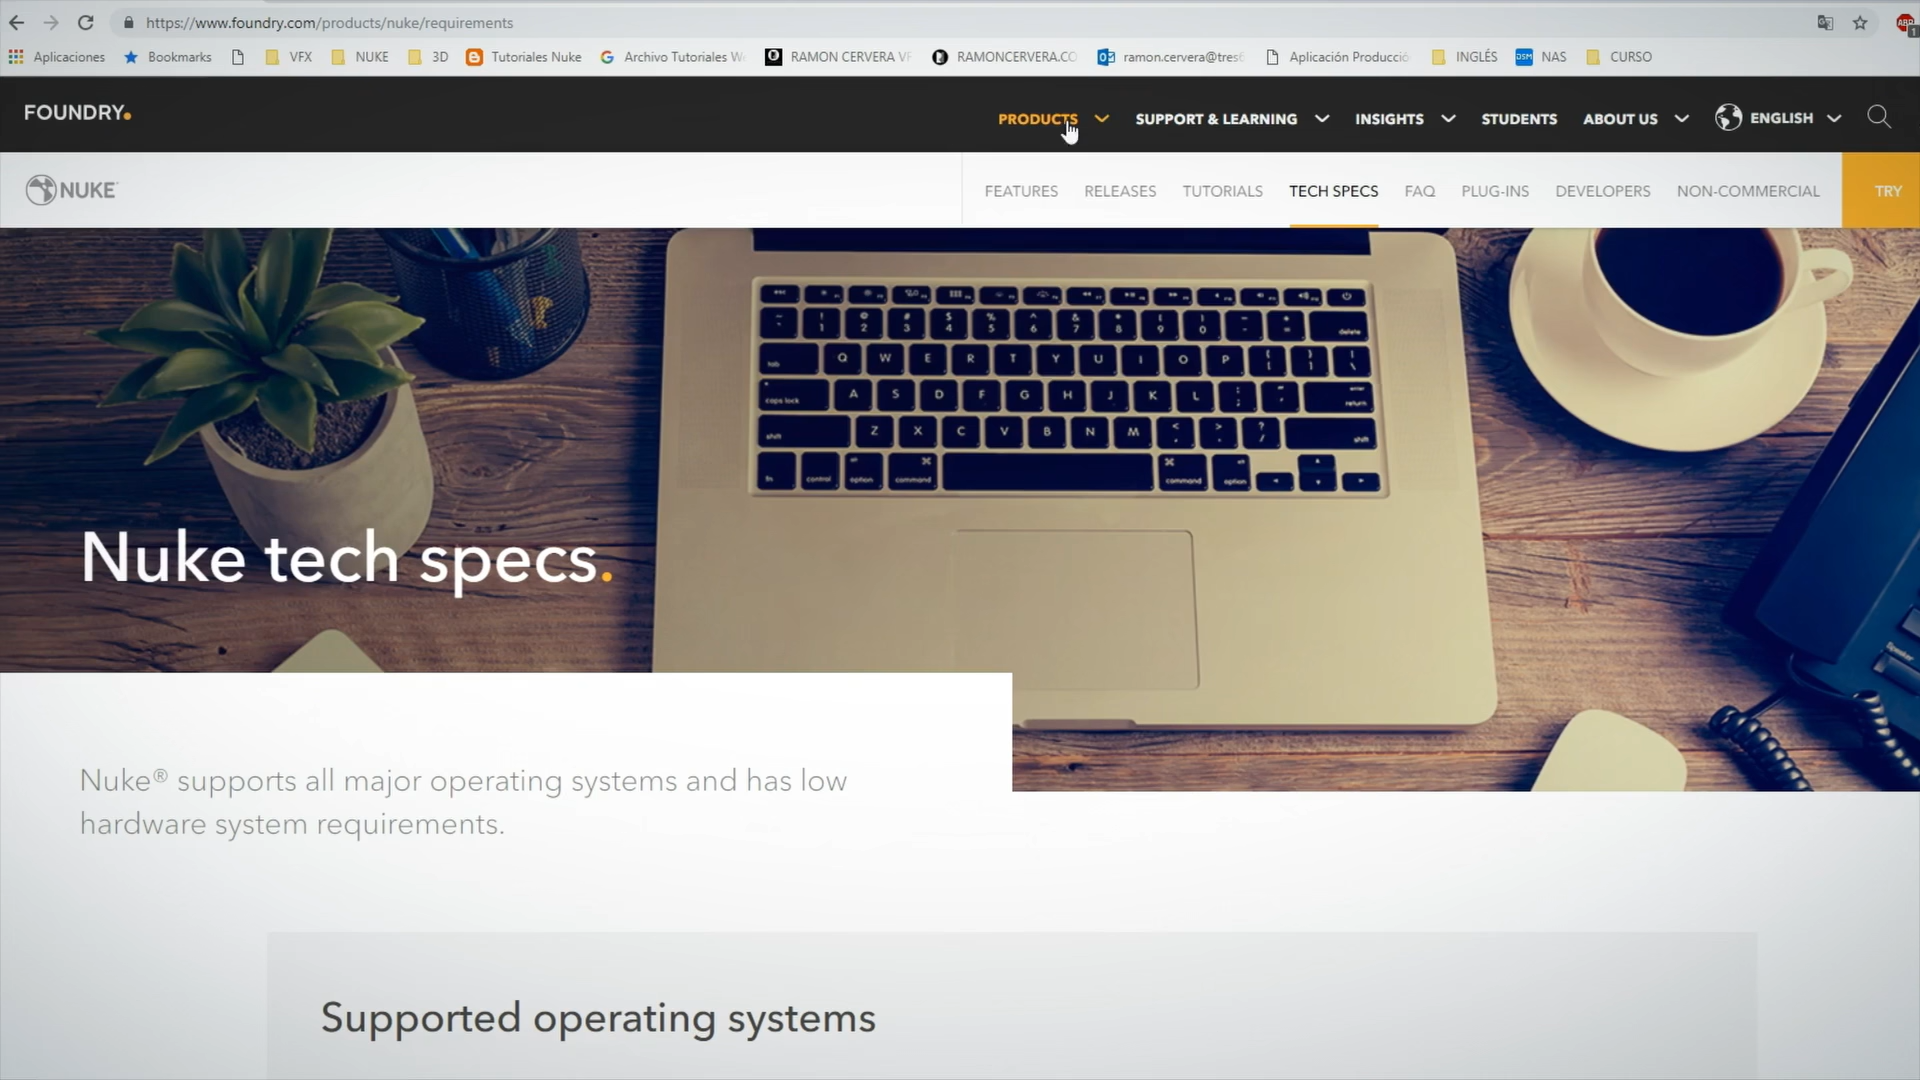 https://www.foundry.com/products/nuke/requirements
Aplicaciones Bookmarks VFX NUKE 3D Tutoriales Nuke Archivo Tutoriales RAMON CERVERA RAMONCERVERA.CO ramon.cervera@tres Aplicación Producci INGLÉS NAS CURSO
FOUNDRY. PRODUCTS SUPPORT & LEARNING INSIGHTS STUDENTS ABOUT US ENGLISH
NUKE FEATURES RELEASES TUTORIALS TECH SPECS FAQ PLUG-INS DEVELOPERS NON-COMMERCIAL TRY
Nuke tech specs.
Nuke® supports all major operating systems and has low
hardware system requirements.
Supported operating systems